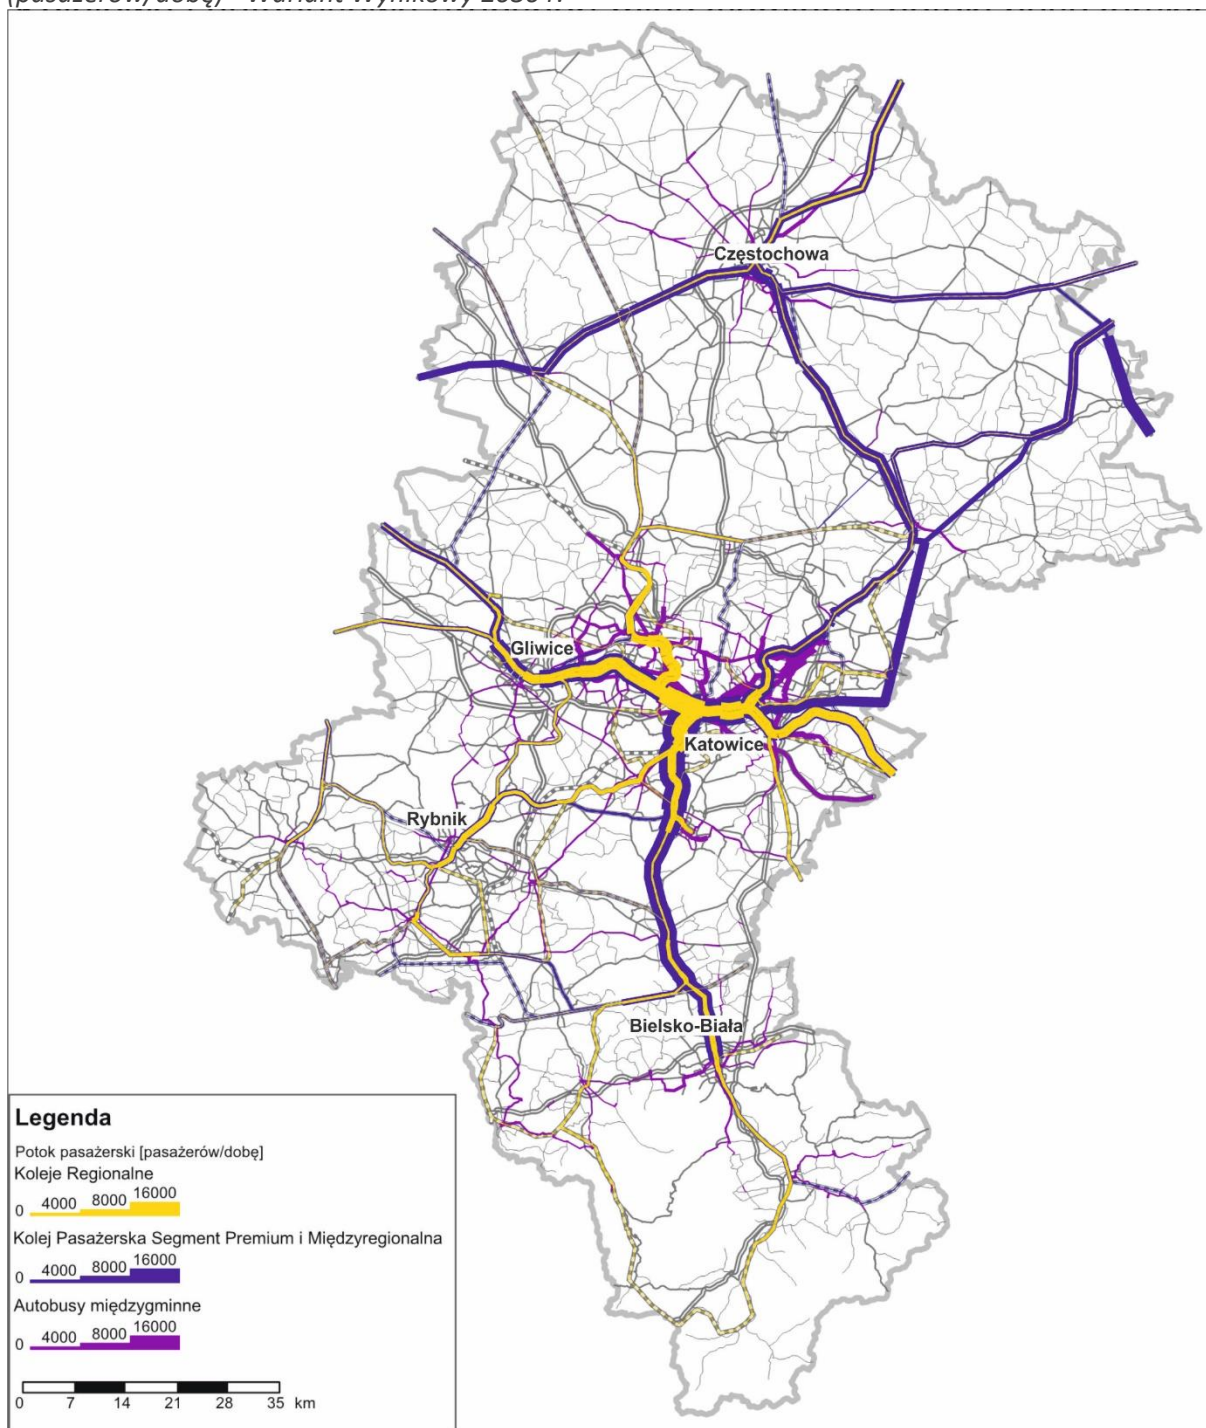 (pasażerów/dobę) - Wariant Wynikowy 2030 r.
Częstochowa
Gliwice
Katowice
Rybnik
Bielsko-Biała
Legenda
Potok pasażerski [pasażerów/dobę]
Koleje Regionalne
0 4000 8000 16000
Kolej Pasażerska Segment Premium i Międzyregionalna
0 4000 8000 16000
Autobusy międzygminne
0 4000 8000 16000
0 7 14 21 28 35 km